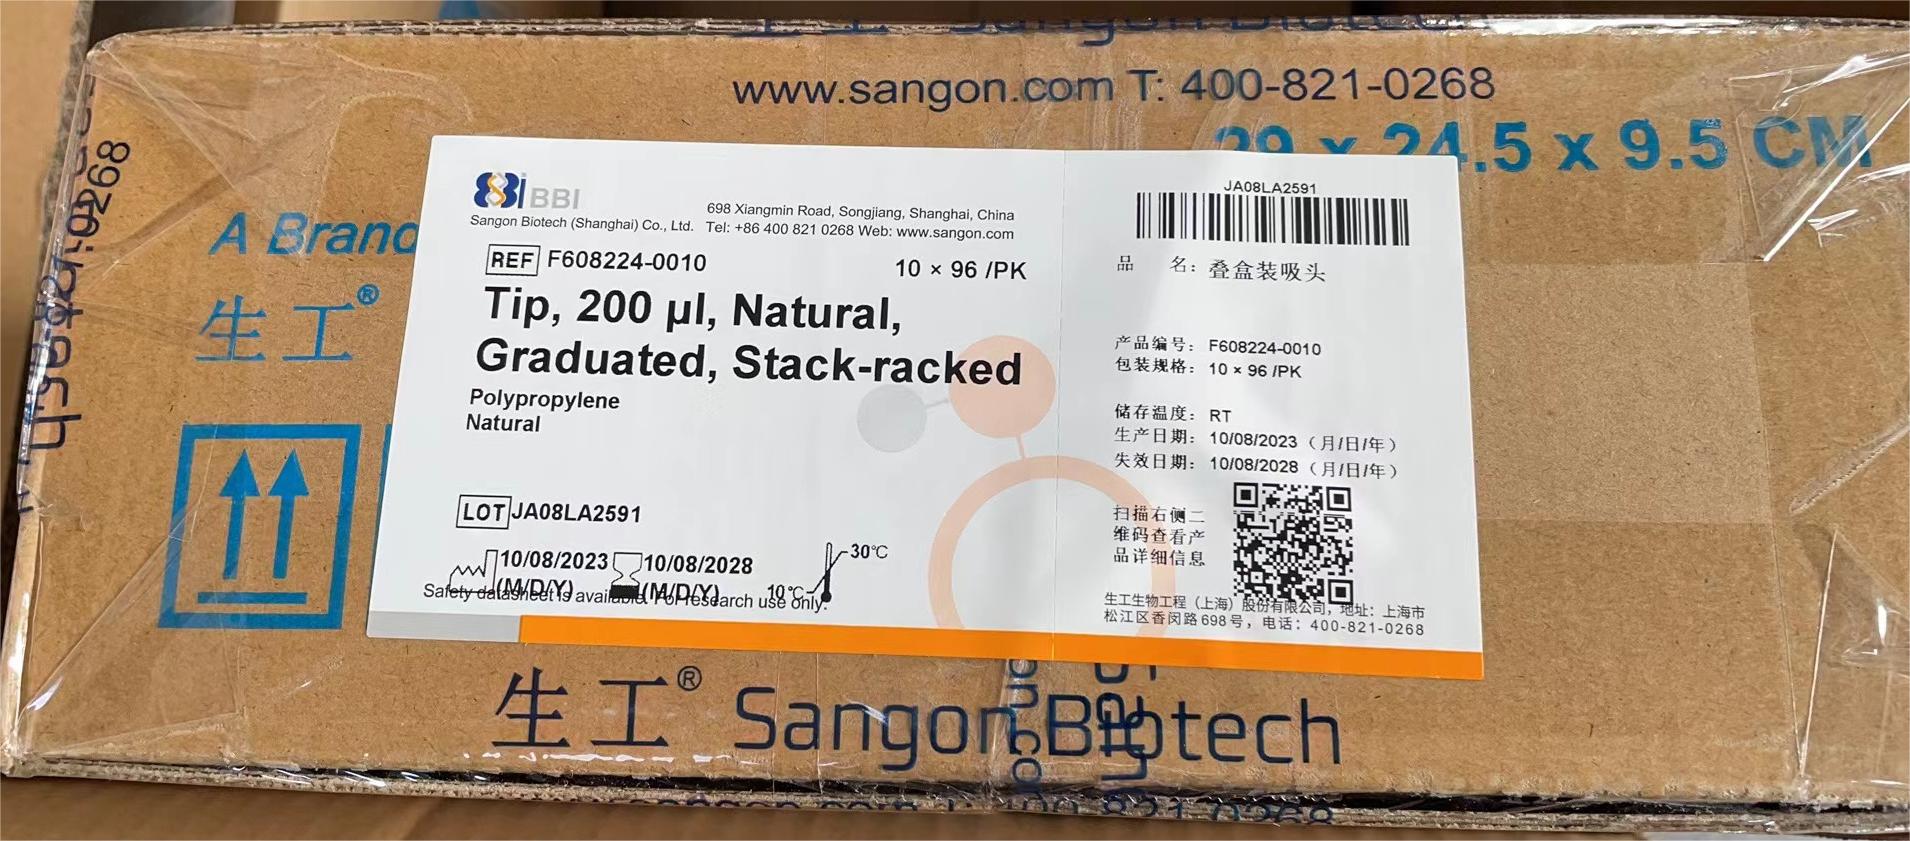 www.sangon.com T: 400-821-0268
24.5 x 9.5 CM
A Brand
生工®
BBI
Sangon Biotech (Shanghai) Co., Ltd.
698 Xiangmin Road, Songjiang, Shanghai, China
Tel: +86 400 821 0268 Web: www.sangon.com
REF F608224-0010
10 × 96 /PK
Tip, 200 µl, Natural,
Graduated, Stack-racked
Polypropylene
Natural
LOT JA08LA2591
10/08/2023
(M/D/Y)
10/08/2028
(M/D/Y)
30℃
10℃
Safety datasheet is available. For research use only.
JA08LA2591
品 名：叠盒装吸头
产品编号：F608224-0010
包装规格：10 × 96 /PK
储存温度：RT
生产日期：10/08/2023（月/日/年）
失效日期：10/08/2028（月/日/年）
扫描右侧二
维码查看产
品详细信息
生工生物工程（上海）股份有限公司，地址：上海市
松江区香闵路698号，电话：400-821-0268
生工® Sangon Biotech